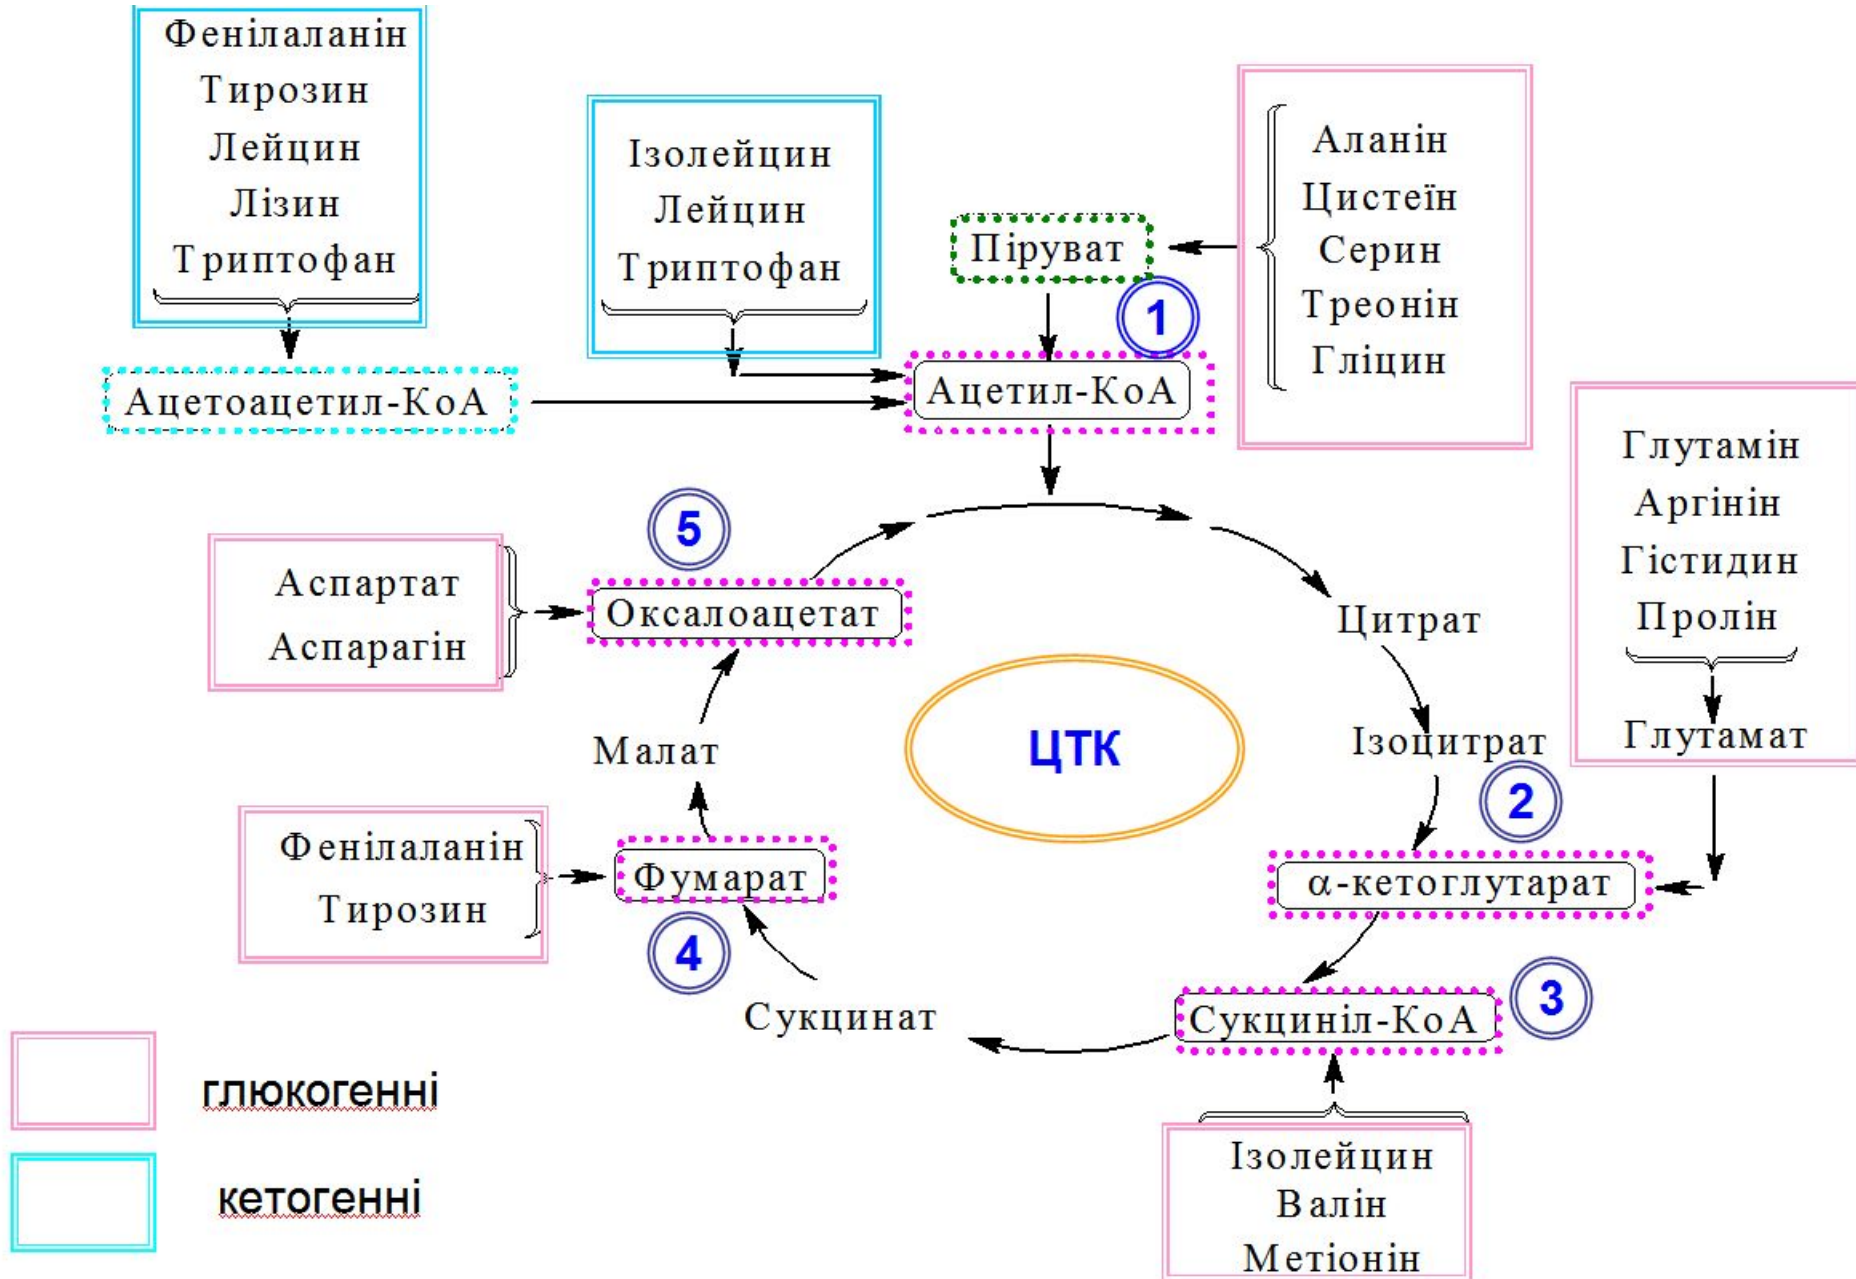 Фенілаланін
Тирозин
Лейцин
Лізин
Триптофан
Ацетоацетил-КоА
Ізолейцин
Лейцин
Триптофан
Піруват
1
Ацетил-КоА
Аланін
Цистеїн
Серин
Треонін
Гліцин
Глутамін
Аргінін
Гістидин
Пролін
Глутамат
5
Аспартат
Аспарагін
Оксалоацетат
Цитрат
ЦТК
Малат
Ізоцитрат
2
Фенілаланін
Тирозин
Фумарат
4
α-кетоглутарат
Сукцинат
Сукциніл-КоА
3
Ізолейцин
Валін
Метіонін
глюкогенні
кетогенні